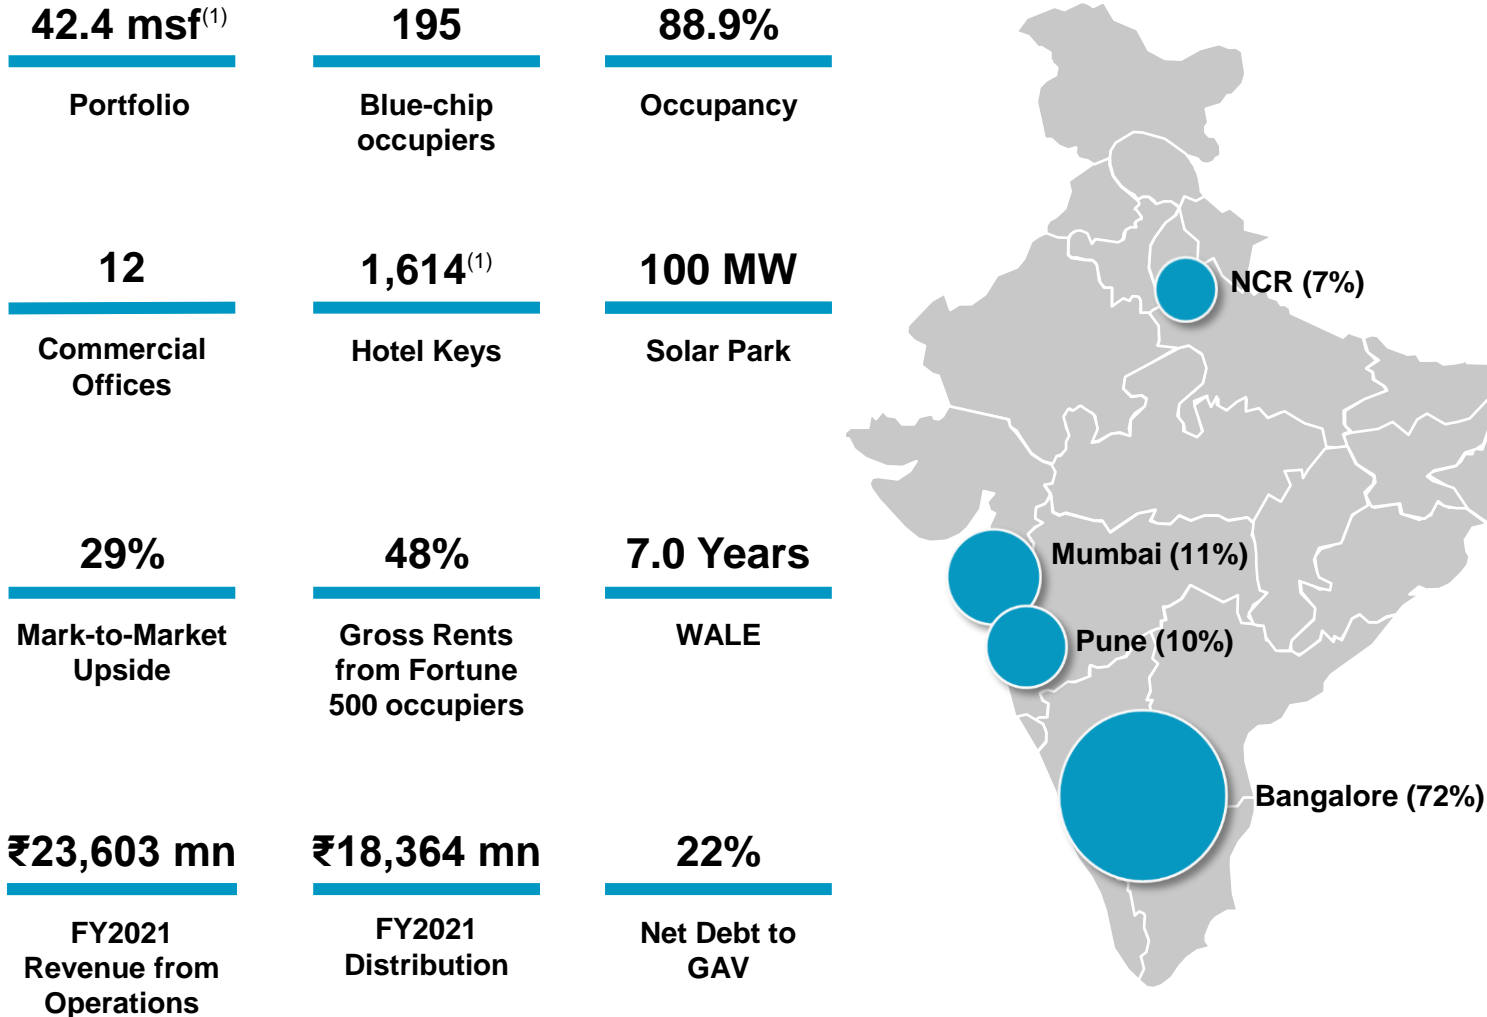 42.4 msf(1)
Portfolio
195
Blue-chip
occupiers
88.9%
Occupancy
12
Commercial
Offices
1,614(1)
Hotel Keys
100 MW
Solar Park
29%
Mark-to-Market
Upside
48%
Gross Rents
from Fortune
500 occupiers
7.0 Years
WALE
₹23,603 mn
FY2021
Revenue from
Operations
₹18,364 mn
FY2021
Distribution
22%
Net Debt to
GAV
NCR (7%)
Mumbai (11%)
Pune (10%)
Bangalore (72%)